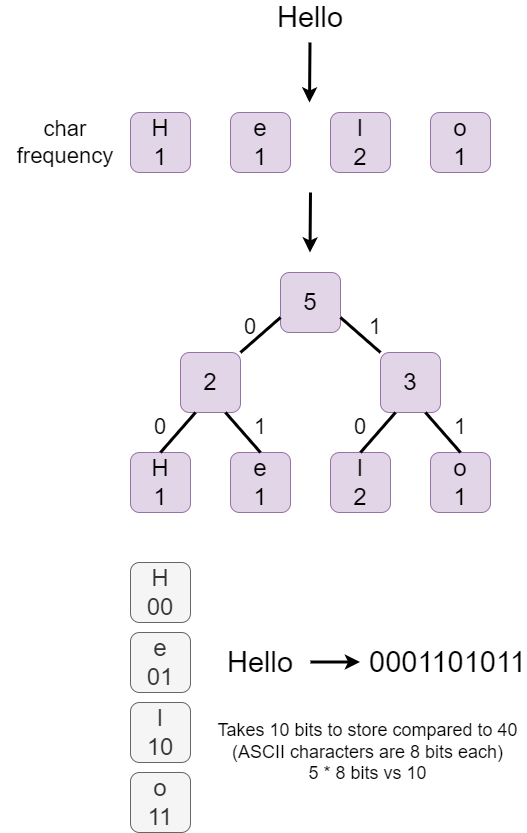 Hello
char
frequency
H
1
e
1
l
2
o
1
5
0
1
2
3
0
1
0
1
H
1
e
1
l
2
o
1
H
00
e
01
l
10
o
11
Hello
0001101011
Takes 10 bits to store compared to 40
(ASCII characters are 8 bits each)
5 * 8 bits vs 10